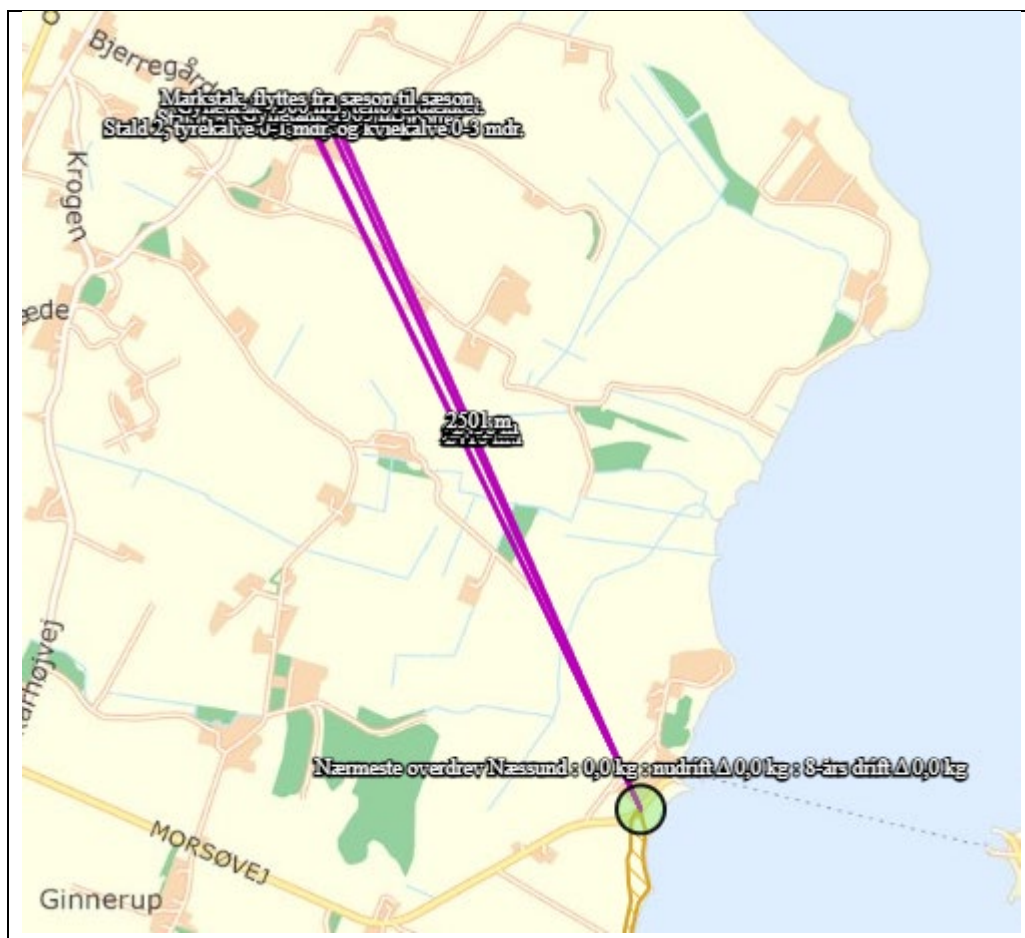 Bjerregård
Markstak, flyttes fra sæson til sæson
Stald 2, tyrekalve 0-1 mdr. og kviekalve 0-3 mdr.
Krogen
æde
2501 m
arhøjvej
Nærmeste overdrev Næssund : 0,0 kg : nudrift Δ 0,0 kg : 8-års drift Δ 0,0 kg
MORSØVEJ
Ginnerup